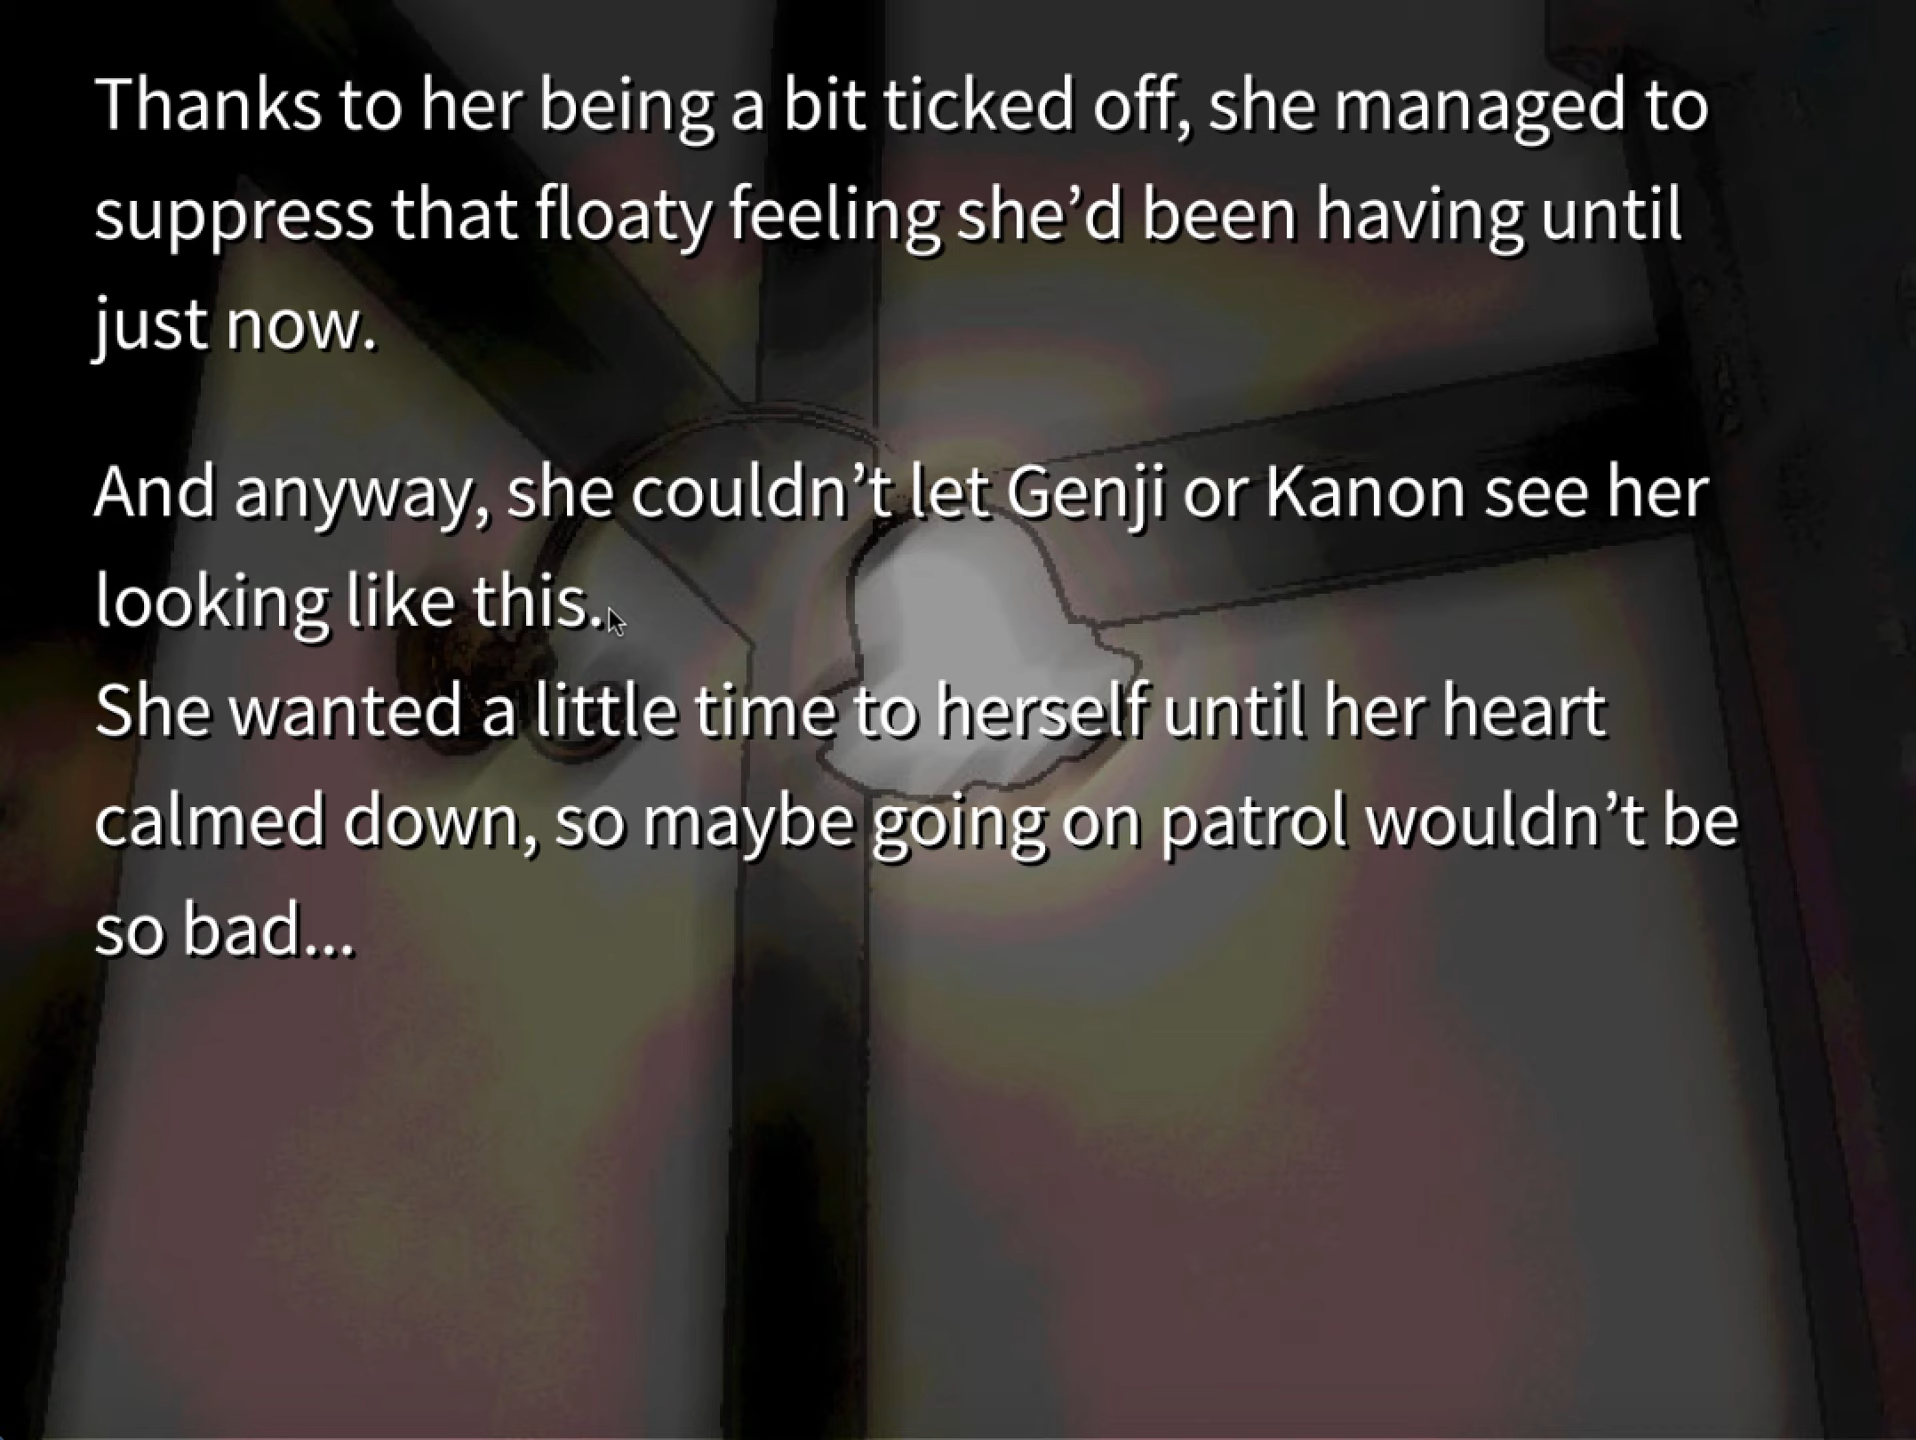 Thanks to her being a bit ticked off, she managed to
suppress that floaty feeling she’d been having until
just now.
And anyway, she couldn’t let Genji or Kanon see her
looking like this.
She wanted a little time to herself until her heart
calmed down, so maybe going on patrol wouldn’t be
so bad...